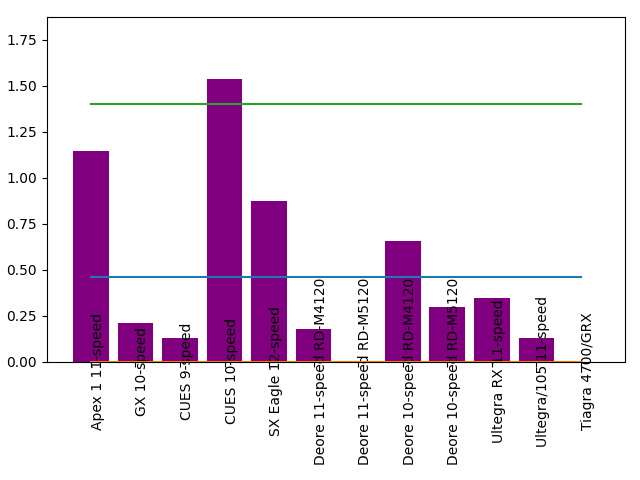 1.75
1.50
1.25
1.00
0.75
0.50
0.25
0.00
Apex 1 11-speed
GX 10-speed
CUES 9-speed
CUES 10-speed
SX Eagle 12-speed
Deore 11-speed RD-M4120
Deore 11-speed RD-M5120
Deore 10-speed RD-M4120
Deore 10-speed RD-M5120
Ultegra RX 11-speed
Ultegra/105 11-speed
Tiagra 4700/GRX